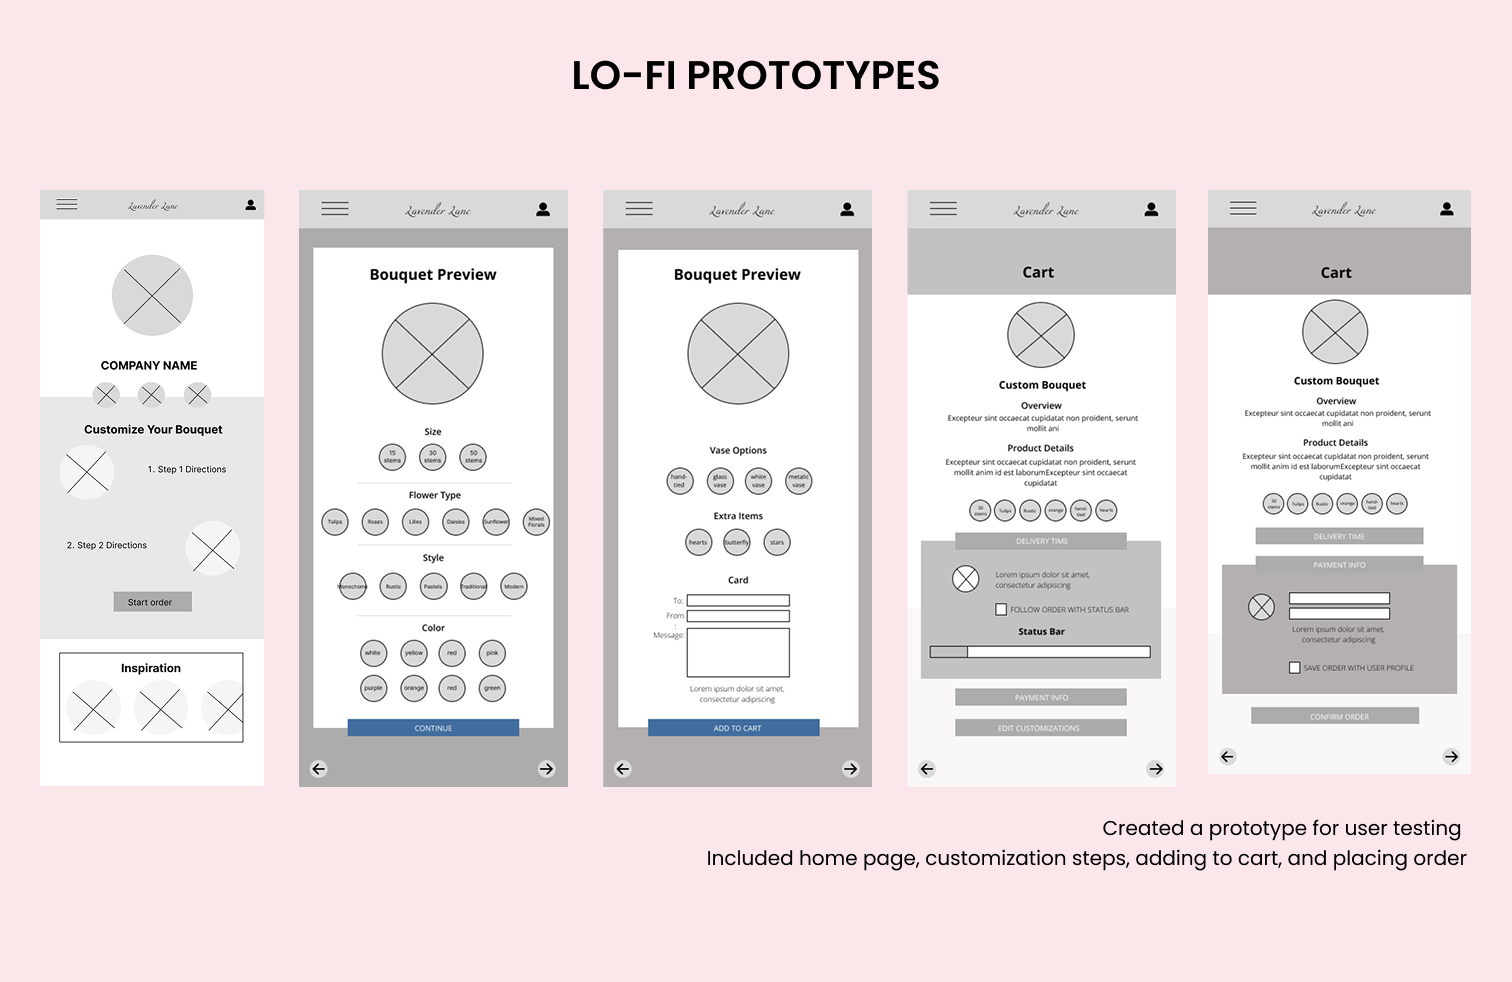 LO-FI PROTOTYPES
Lavender Lane
COMPANY NAME
Customize Your Bouquet
1. Step 1 Directions
2. Step 2 Directions
Start order
Inspiration
Lavender Lane
Bouquet Preview
Size
15 stems
30 stems
50 stems
Flower Type
Tulips
Roses
Lilies
Daisies
Sunflower
Mixed Florals
Style
Monochome
Rustic
Pastels
Traditional
Modern
Color
white
yellow
red
pink
purple
orange
red
green
CONTINUE
Lavender Lane
Bouquet Preview
Vase Options
hand-tied
glass vase
white vase
metalic vase
Extra Items
hearts
butterfly
stars
Card
To:
From
:
Message:
Lorem ipsum dolor sit amet,
consectetur adipiscing
ADD TO CART
Lavender Lane
Cart
Custom Bouquet
Overview
Excepteur sint occaecat cupidatat non proident, serunt
mollit ani
Product Details
Excepteur sint occaecat cupidatat non proident, serunt
mollit anim id est laborumExcepteur sint occaecat
cupidatat
30 stems
Tulips
Rustic
orange
hand-tied
hearts
DELIVERY TIME
Lorem ipsum dolor sit amet,
consectetur adipiscing
FOLLOW ORDER WITH STATUS BAR
Status Bar
PAYMENT INFO
EDIT CUSTOMIZATIONS
Lavender Lane
Cart
Custom Bouquet
Overview
Excepteur sint occaecat cupidatat non proident, serunt
mollit ani
Product Details
Excepteur sint occaecat cupidatat non proident, serunt
mollit anim id est laborumExcepteur sint occaecat
cupidatat
30 stems
Tulips
Rustic
orange
hand-tied
hearts
DELIVERY TIME
PAYMENT INFO
Lorem ipsum dolor sit amet,
consectetur adipiscing
SAVE ORDER WITH USER PROFILE
CONFIRM ORDER
Created a prototype for user testing
Included home page, customization steps, adding to cart, and placing order